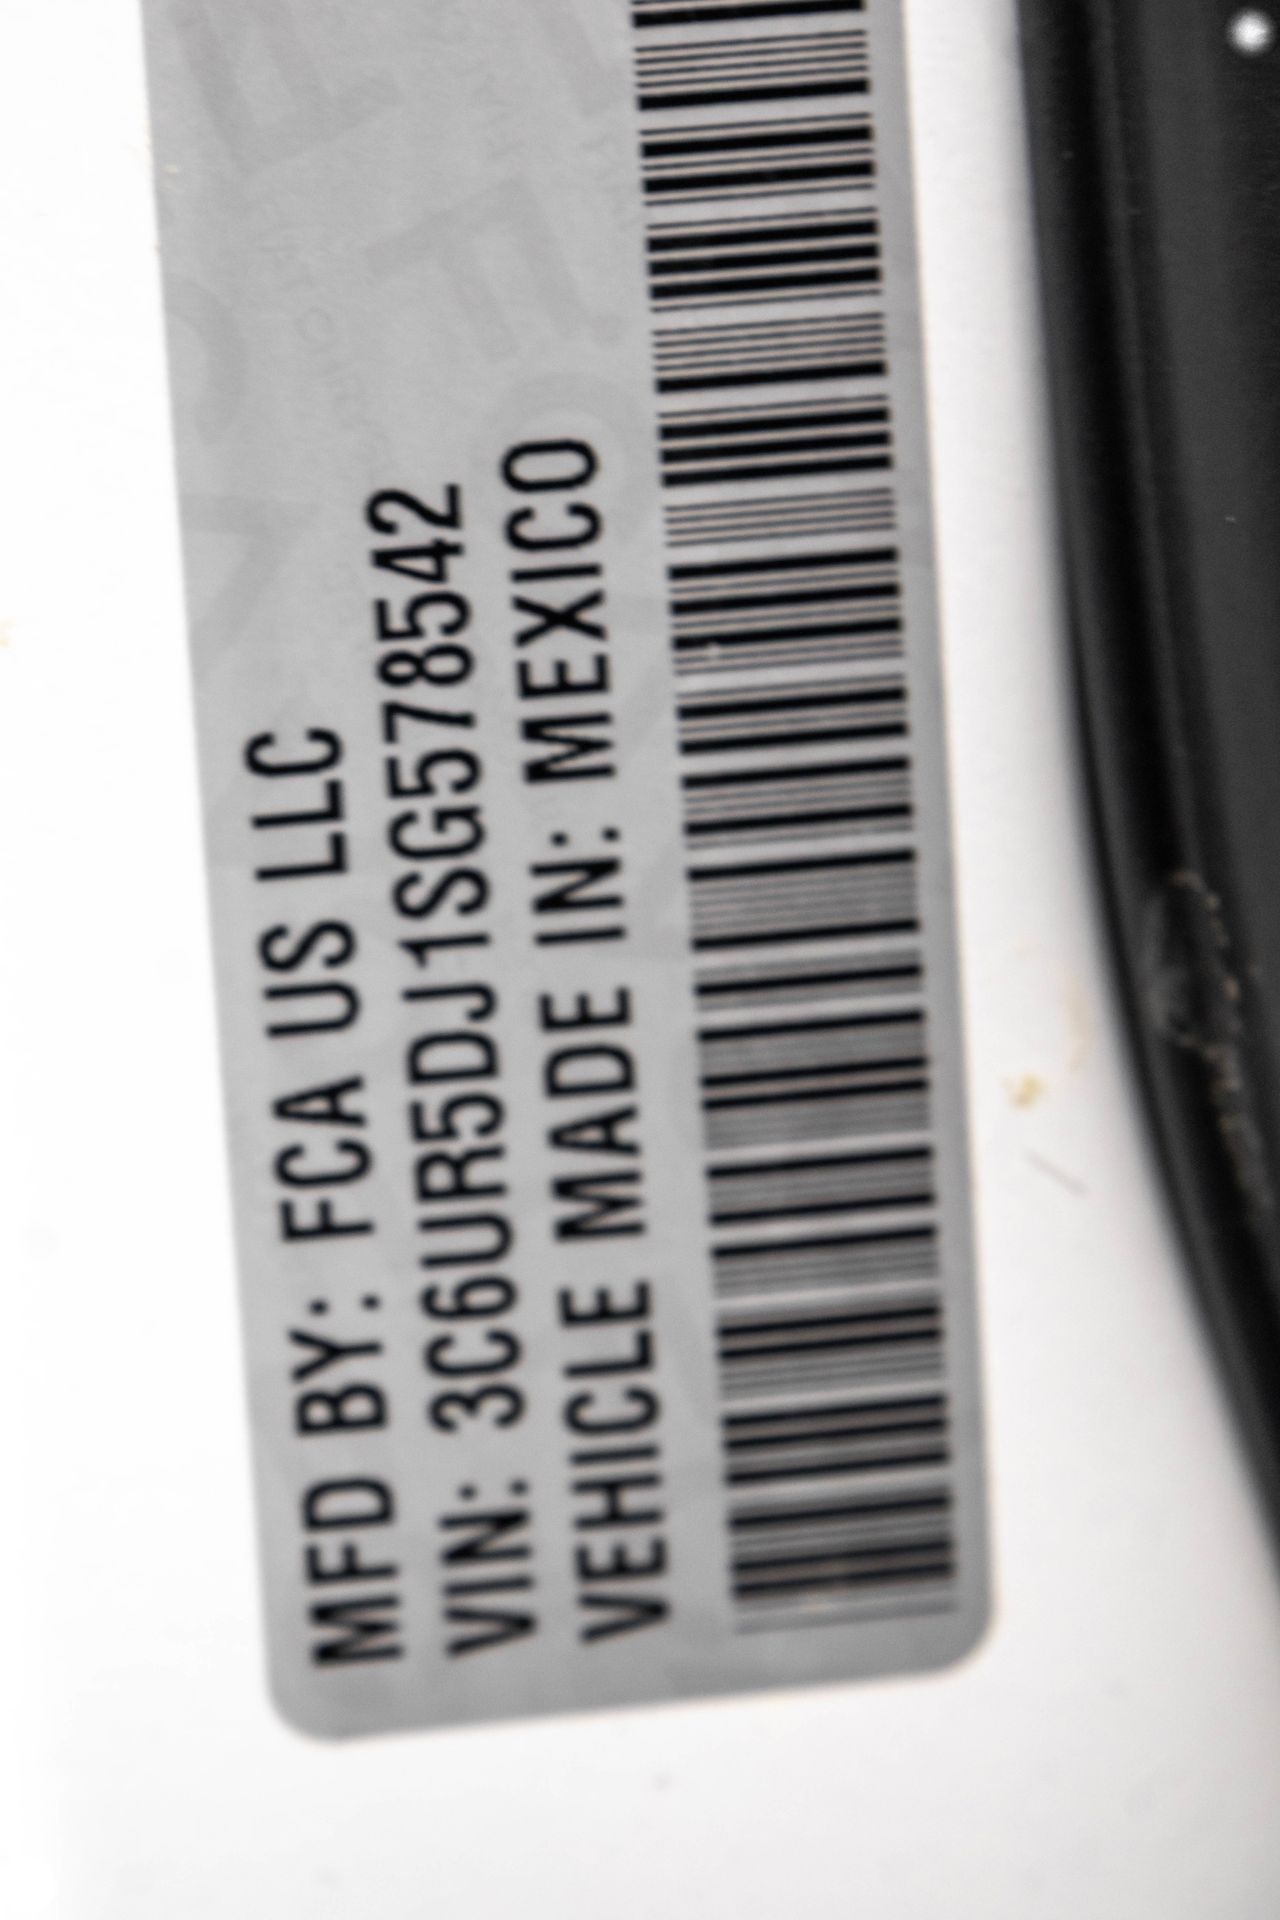 MFD BY: FCA US LLC
VIN: 3C6UR5DJ1SG578542
VEHICLE MADE IN: MEXICO